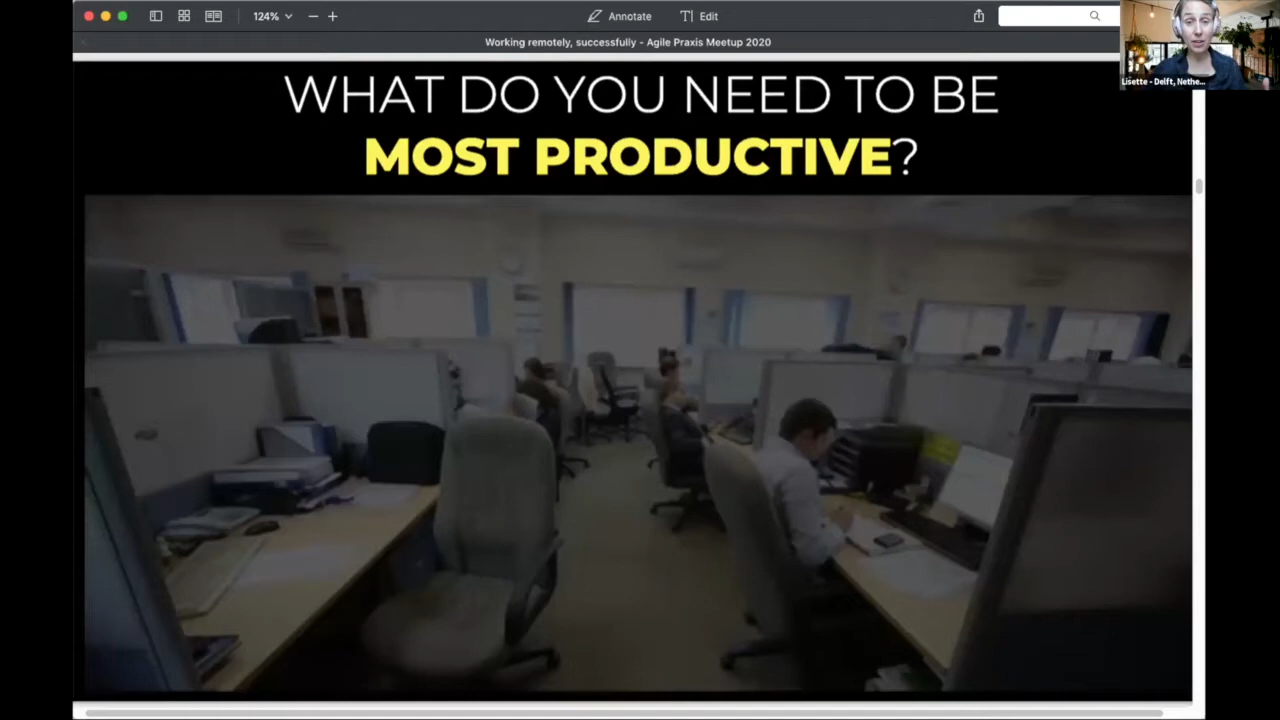 124%
Annotate
Edit
Working remotely, successfully - Agile Praxis Meetup 2020
Lisette - Delft, Nethe...
WHAT DO YOU NEED TO BE
MOST PRODUCTIVE?